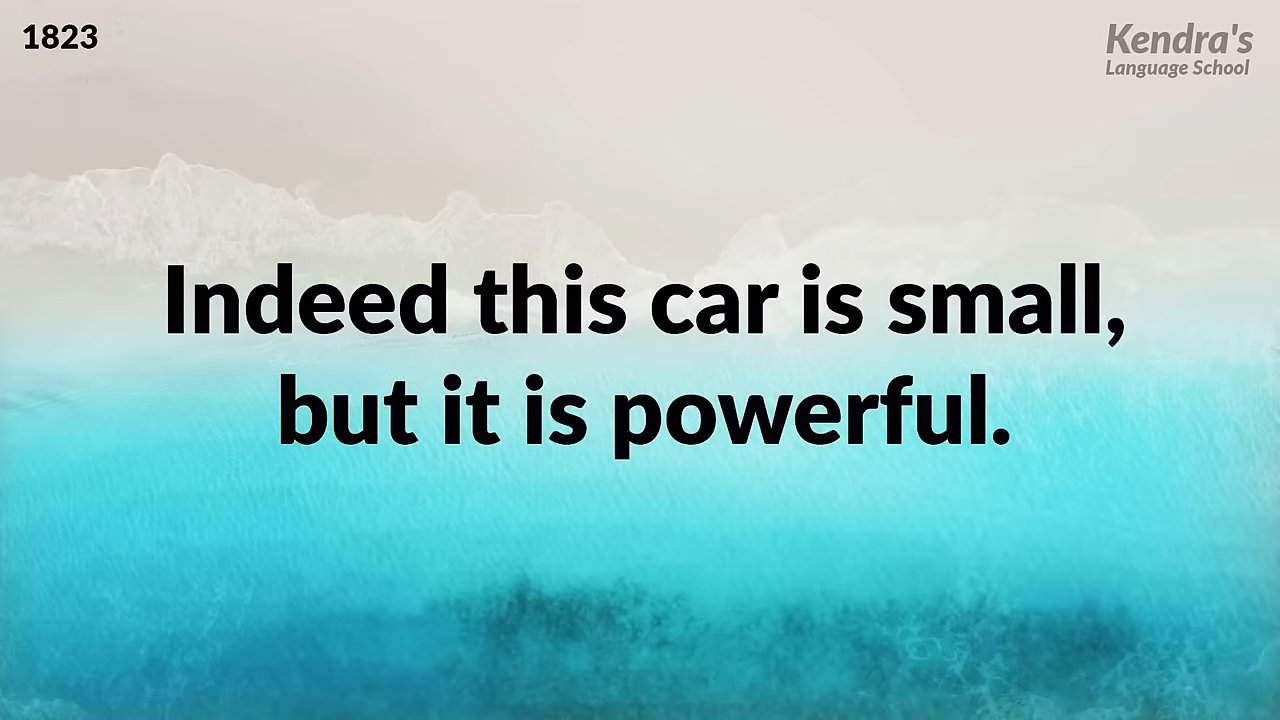 1823
Kendra's
Language School
Indeed this car is small,
but it is powerful.